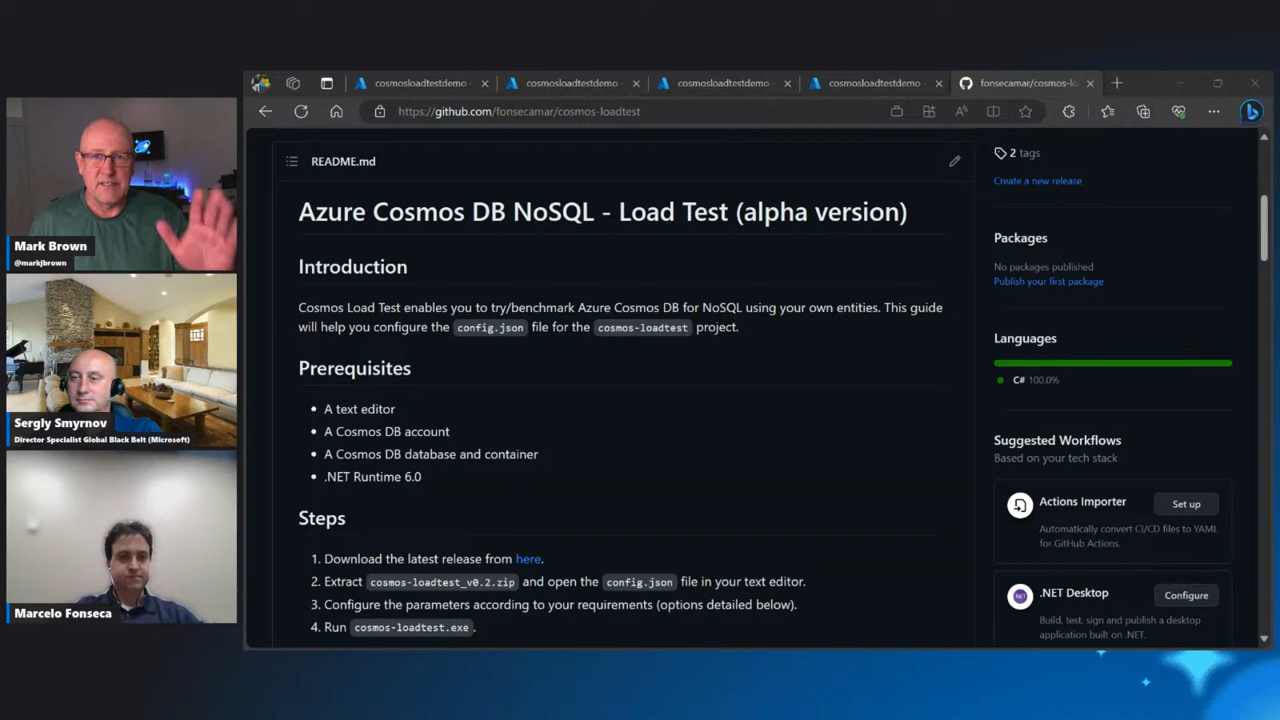 cosmosloadtestdemo
cosmosloadtestdemo
cosmosloadtestdemo
cosmosloadtestdemo
fonsecamar/cosmos-lo
https://github.com/fonsecamar/cosmos-loadtest
Mark Brown
@markjbrown
Sergly Smyrnov
Director Specialist Global Black Belt (Microsoft)
Marcelo Fonseca
README.md
Azure Cosmos DB NoSQL - Load Test (alpha version)
Introduction
Cosmos Load Test enables you to try/benchmark Azure Cosmos DB for NoSQL using your own entities. This guide
will help you configure the config.json file for the cosmos-loadtest project.
Prerequisites
• A text editor
• A Cosmos DB account
• A Cosmos DB database and container
• .NET Runtime 6.0
Steps
1. Download the latest release from here.
2. Extract cosmos-loadtest_v0.2.zip and open the config.json file in your text editor.
3. Configure the parameters according to your requirements (options detailed below).
4. Run cosmos-loadtest.exe.
2 tags
Create a new release
Packages
No packages published
Publish your first package
Languages
C# 100.0%
Suggested Workflows
Based on your tech stack
Actions Importer
Set up
Automatically convert CI/CD files to YAML
for GitHub Actions.
.NET Desktop
Configure
Build, test, sign and publish a desktop
application built on .NET.